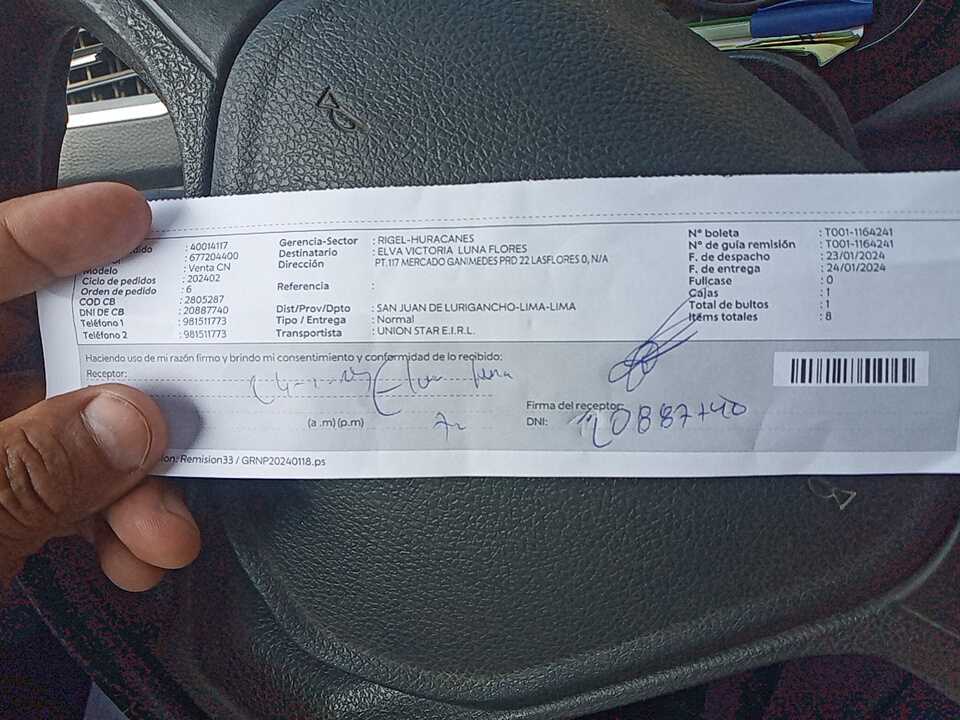 dido : 40014117
: 677204400
Modelo : Venta CN
Ciclo de pedidos : 202402
Orden de pedido : 6
COD CB : 2805287
DNI DE CB : 20887740
Teléfono 1 : 981511773
Teléfono 2 : 981511773
Gerencia-Sector : RIGEL-HURACANES
Destinatario : ELVA VICTORIA LUNA FLORES
Dirección PT.117 MERCADO GANIMEDES PRD 22 LASFLORES 0, N/A
Referencia :
Dist/Prov/Dpto : SAN JUAN DE LURIGANCHO-LIMA-LIMA
Tipo / Entrega : Normal
Transportista : UNION STAR E.I.R.L.
N° boleta : T001-1164241
N° de guía remisión : T001-1164241
F. de despacho : 23/01/2024
F. de entrega : 24/01/2024
Fullcase : 0
Cajas : 1
Total de bultos : 1
Items totales : 8
Haciendo uso de mi razón firmo y brindo mi consentimiento y conformidad de lo recibido:
Receptor: Elva Luna
(a .m) (p.m)
Firma del receptor
DNI: 20887740
ion: Remision33 / GRNP20240118.ps